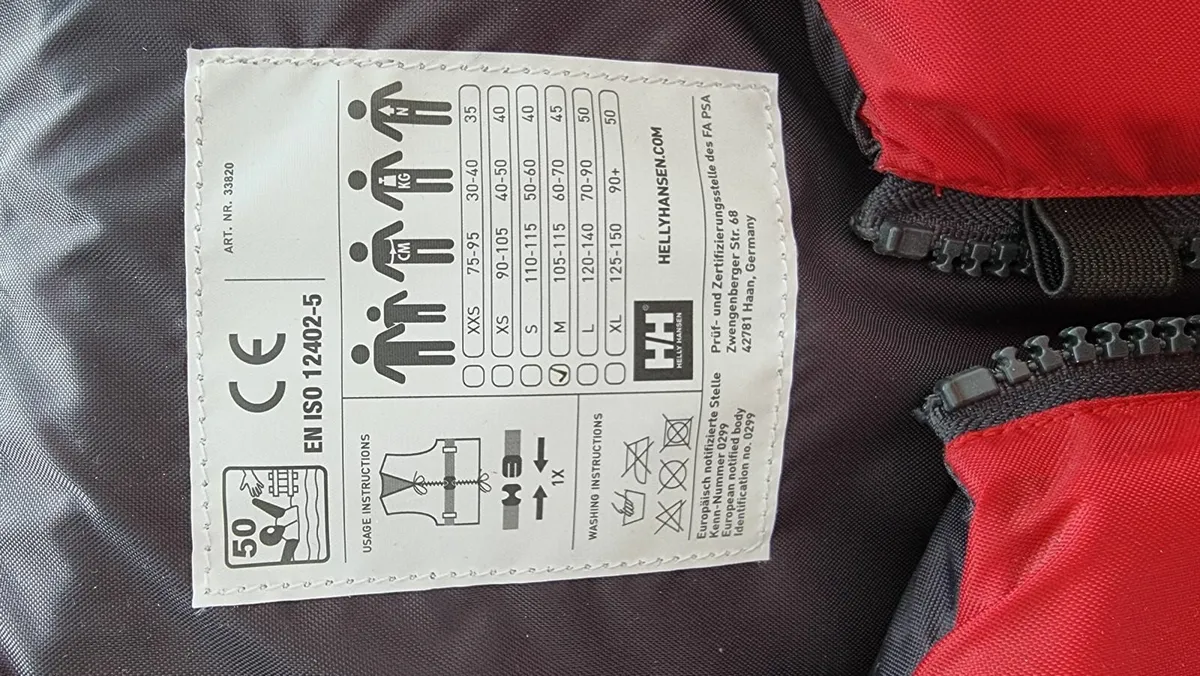 50
CE
EN ISO 12402-5
ART. NR. 33820
USAGE INSTRUCTIONS
1X
WASHING INSTRUCTIONS
CM KG N
XXS 75-95 30-40 35
XS 90-105 40-50 40
S 110-115 50-60 40
M 105-115 60-70 45
L 120-140 70-90 50
XL 125-150 90+ 50
HH
HELLY HANSEN
HELLYHANSEN.COM
Europäisch notifizierte Stelle
Kenn-Nummer 0299
European notified body
Identification no. 0299
Prüf- und Zertifizierungsstelle des FA PSA
Zwengenberger Str. 68
42781 Haan, Germany